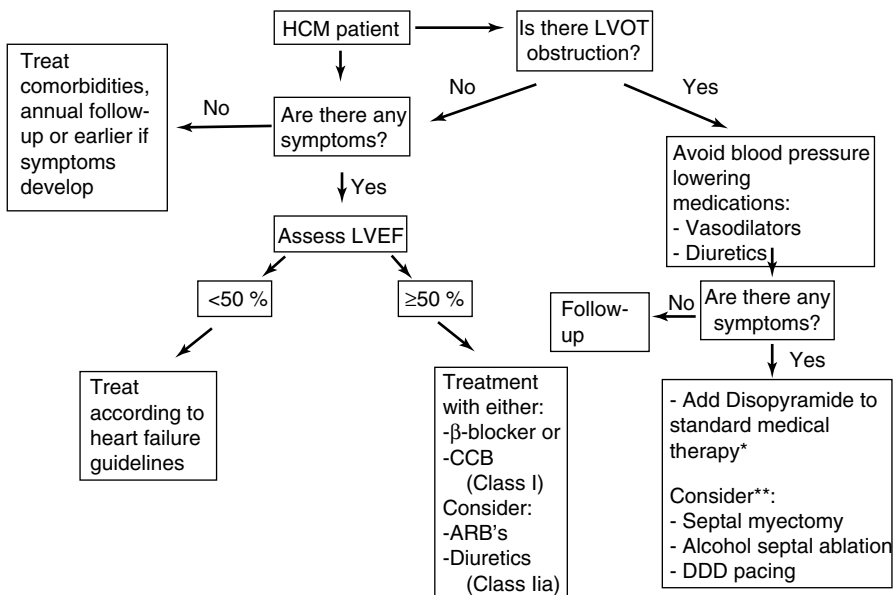 HCM patient
Is there LVOT
obstruction?
Treat
comorbidities,
annual follow-
up or earlier if
symptoms
develop
No
Are there any
symptoms?
No
Yes
Avoid blood pressure
lowering
medications:
- Vasodilators
- Diuretics
Yes
Assess LVEF
<50 %
≥50 %
Follow-
up
No
Are there any
symptoms?
Yes
Treat
according to
heart failure
guidelines
Treatment
with either:
-β-blocker or
-CCB
(Class I)
Consider:
-ARB's
-Diuretics
(Class Iia)
- Add Disopyramide to
standard medical
therapy*
Consider**:
- Septal myectomy
- Alcohol septal ablation
- DDD pacing